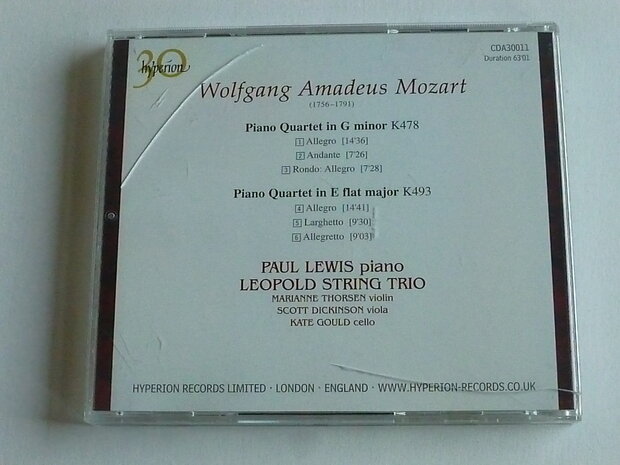 30
hyperion
CDA30011
Duration 63'01
Wolfgang Amadeus Mozart
(1756–1791)
Piano Quartet in G minor K478
1 Allegro [14'36]
2 Andante [7'26]
3 Rondo: Allegro [7'28]
Piano Quartet in E flat major K493
4 Allegro [14'41]
5 Larghetto [9'30]
6 Allegretto [9'03]
PAUL LEWIS piano
LEOPOLD STRING TRIO
MARIANNE THORSEN violin
SCOTT DICKINSON viola
KATE GOULD cello
HYPERION RECORDS LIMITED · LONDON · ENGLAND · WWW.HYPERION-RECORDS.CO.UK